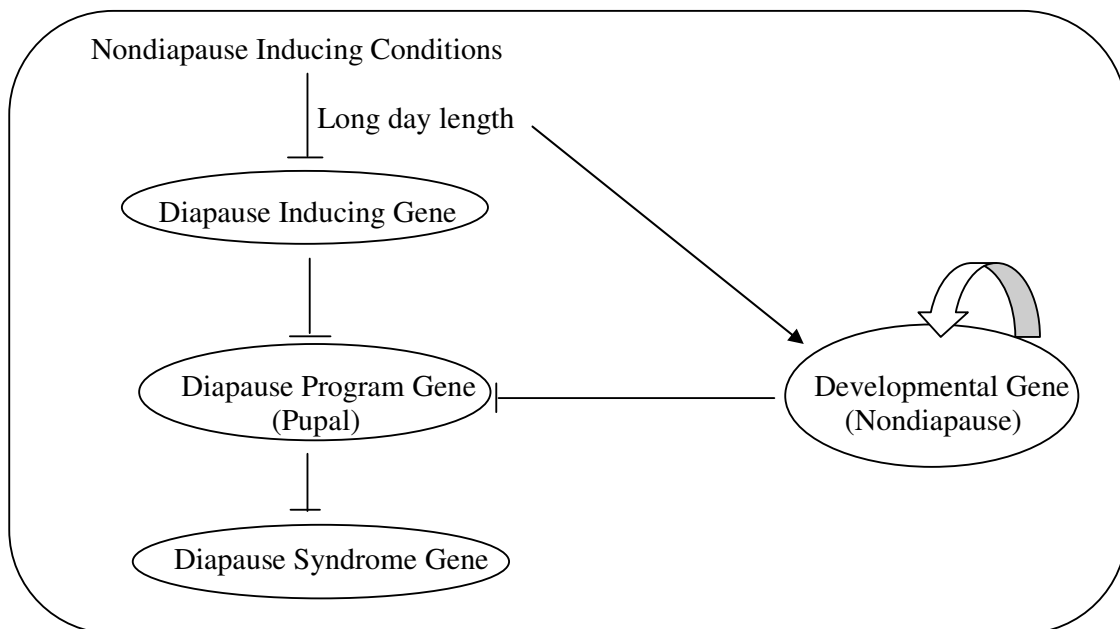 Nondiapause Inducing Conditions
Long day length
Diapause Inducing Gene
Diapause Program Gene
(Pupal)
Developmental Gene
(Nondiapause)
Diapause Syndrome Gene